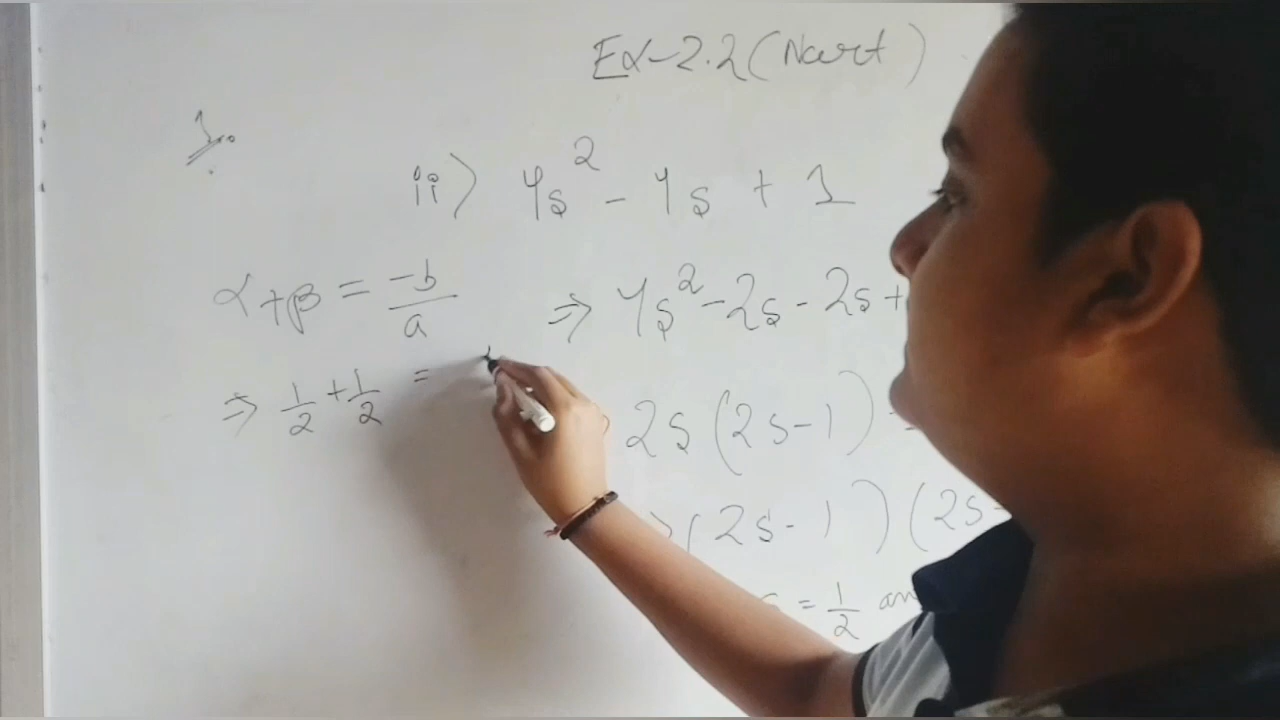 Ex-2.2 (Ncert)
1.
ii) 4s² - 4s + 1
α+β = -b/a
⇒ 4s² - 2s - 2s +
⇒ 1/2 + 1/2 =
2s (2s-1)
(2s-1) (2s-
= 1/2 an